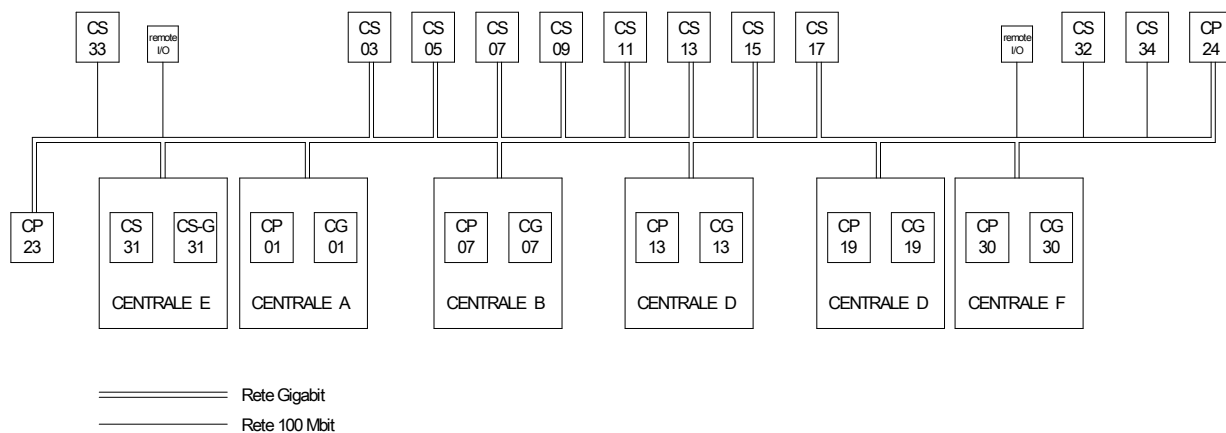 CS
33
remote
I/O
CS
03
CS
05
CS
07
CS
09
CS
11
CS
13
CS
15
CS
17
remote
I/O
CS
32
CS
34
CP
24
CP
23
CS
31
CS-G
31
CENTRALE E
CP
01
CG
01
CENTRALE A
CP
07
CG
07
CENTRALE B
CP
13
CG
13
CENTRALE D
CP
19
CG
19
CENTRALE D
CP
30
CG
30
CENTRALE F
Rete Gigabit
Rete 100 Mbit